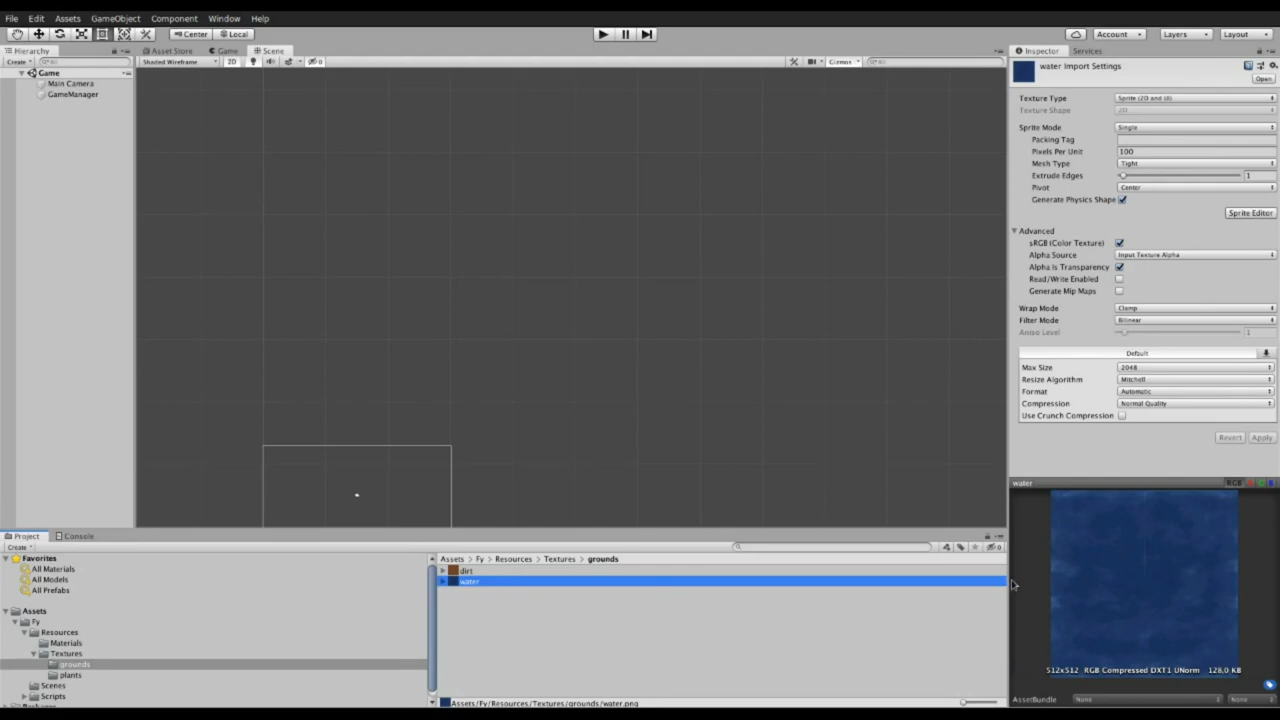 File Edit Assets GameObject Component Window Help
Center Local Account Layers Layout
Hierarchy Asset Store Game Scene Inspector Services
Create Shaded Wireframe 2D Gizmos
Game
Main Camera
GameManager
water Import Settings
Open
Texture Type Sprite (2D and UI)
Texture Shape 2D
Sprite Mode Single
Packing Tag
Pixels Per Unit 100
Mesh Type Tight
Extrude Edges 1
Pivot Center
Generate Physics Shape
Sprite Editor
Advanced
sRGB (Color Texture)
Alpha Source Input Texture Alpha
Alpha Is Transparency
Read/Write Enabled
Generate Mip Maps
Wrap Mode Clamp
Filter Mode Bilinear
Aniso Level 1
Default
Max Size 2048
Resize Algorithm Mitchell
Format Automatic
Compression Normal Quality
Use Crunch Compression
Revert Apply
water RGB
512x512 RGB Compressed DXT1 UNorm 128.0 KB
AssetBundle None None
Project Console
Create
Favorites
All Materials
All Models
All Prefabs
Assets
Fy
Resources
Materials
Textures
grounds
plants
Scenes
Scripts
Assets > Fy > Resources > Textures > grounds
dirt
water
Assets/Fy/Resources/Textures/grounds/water.png